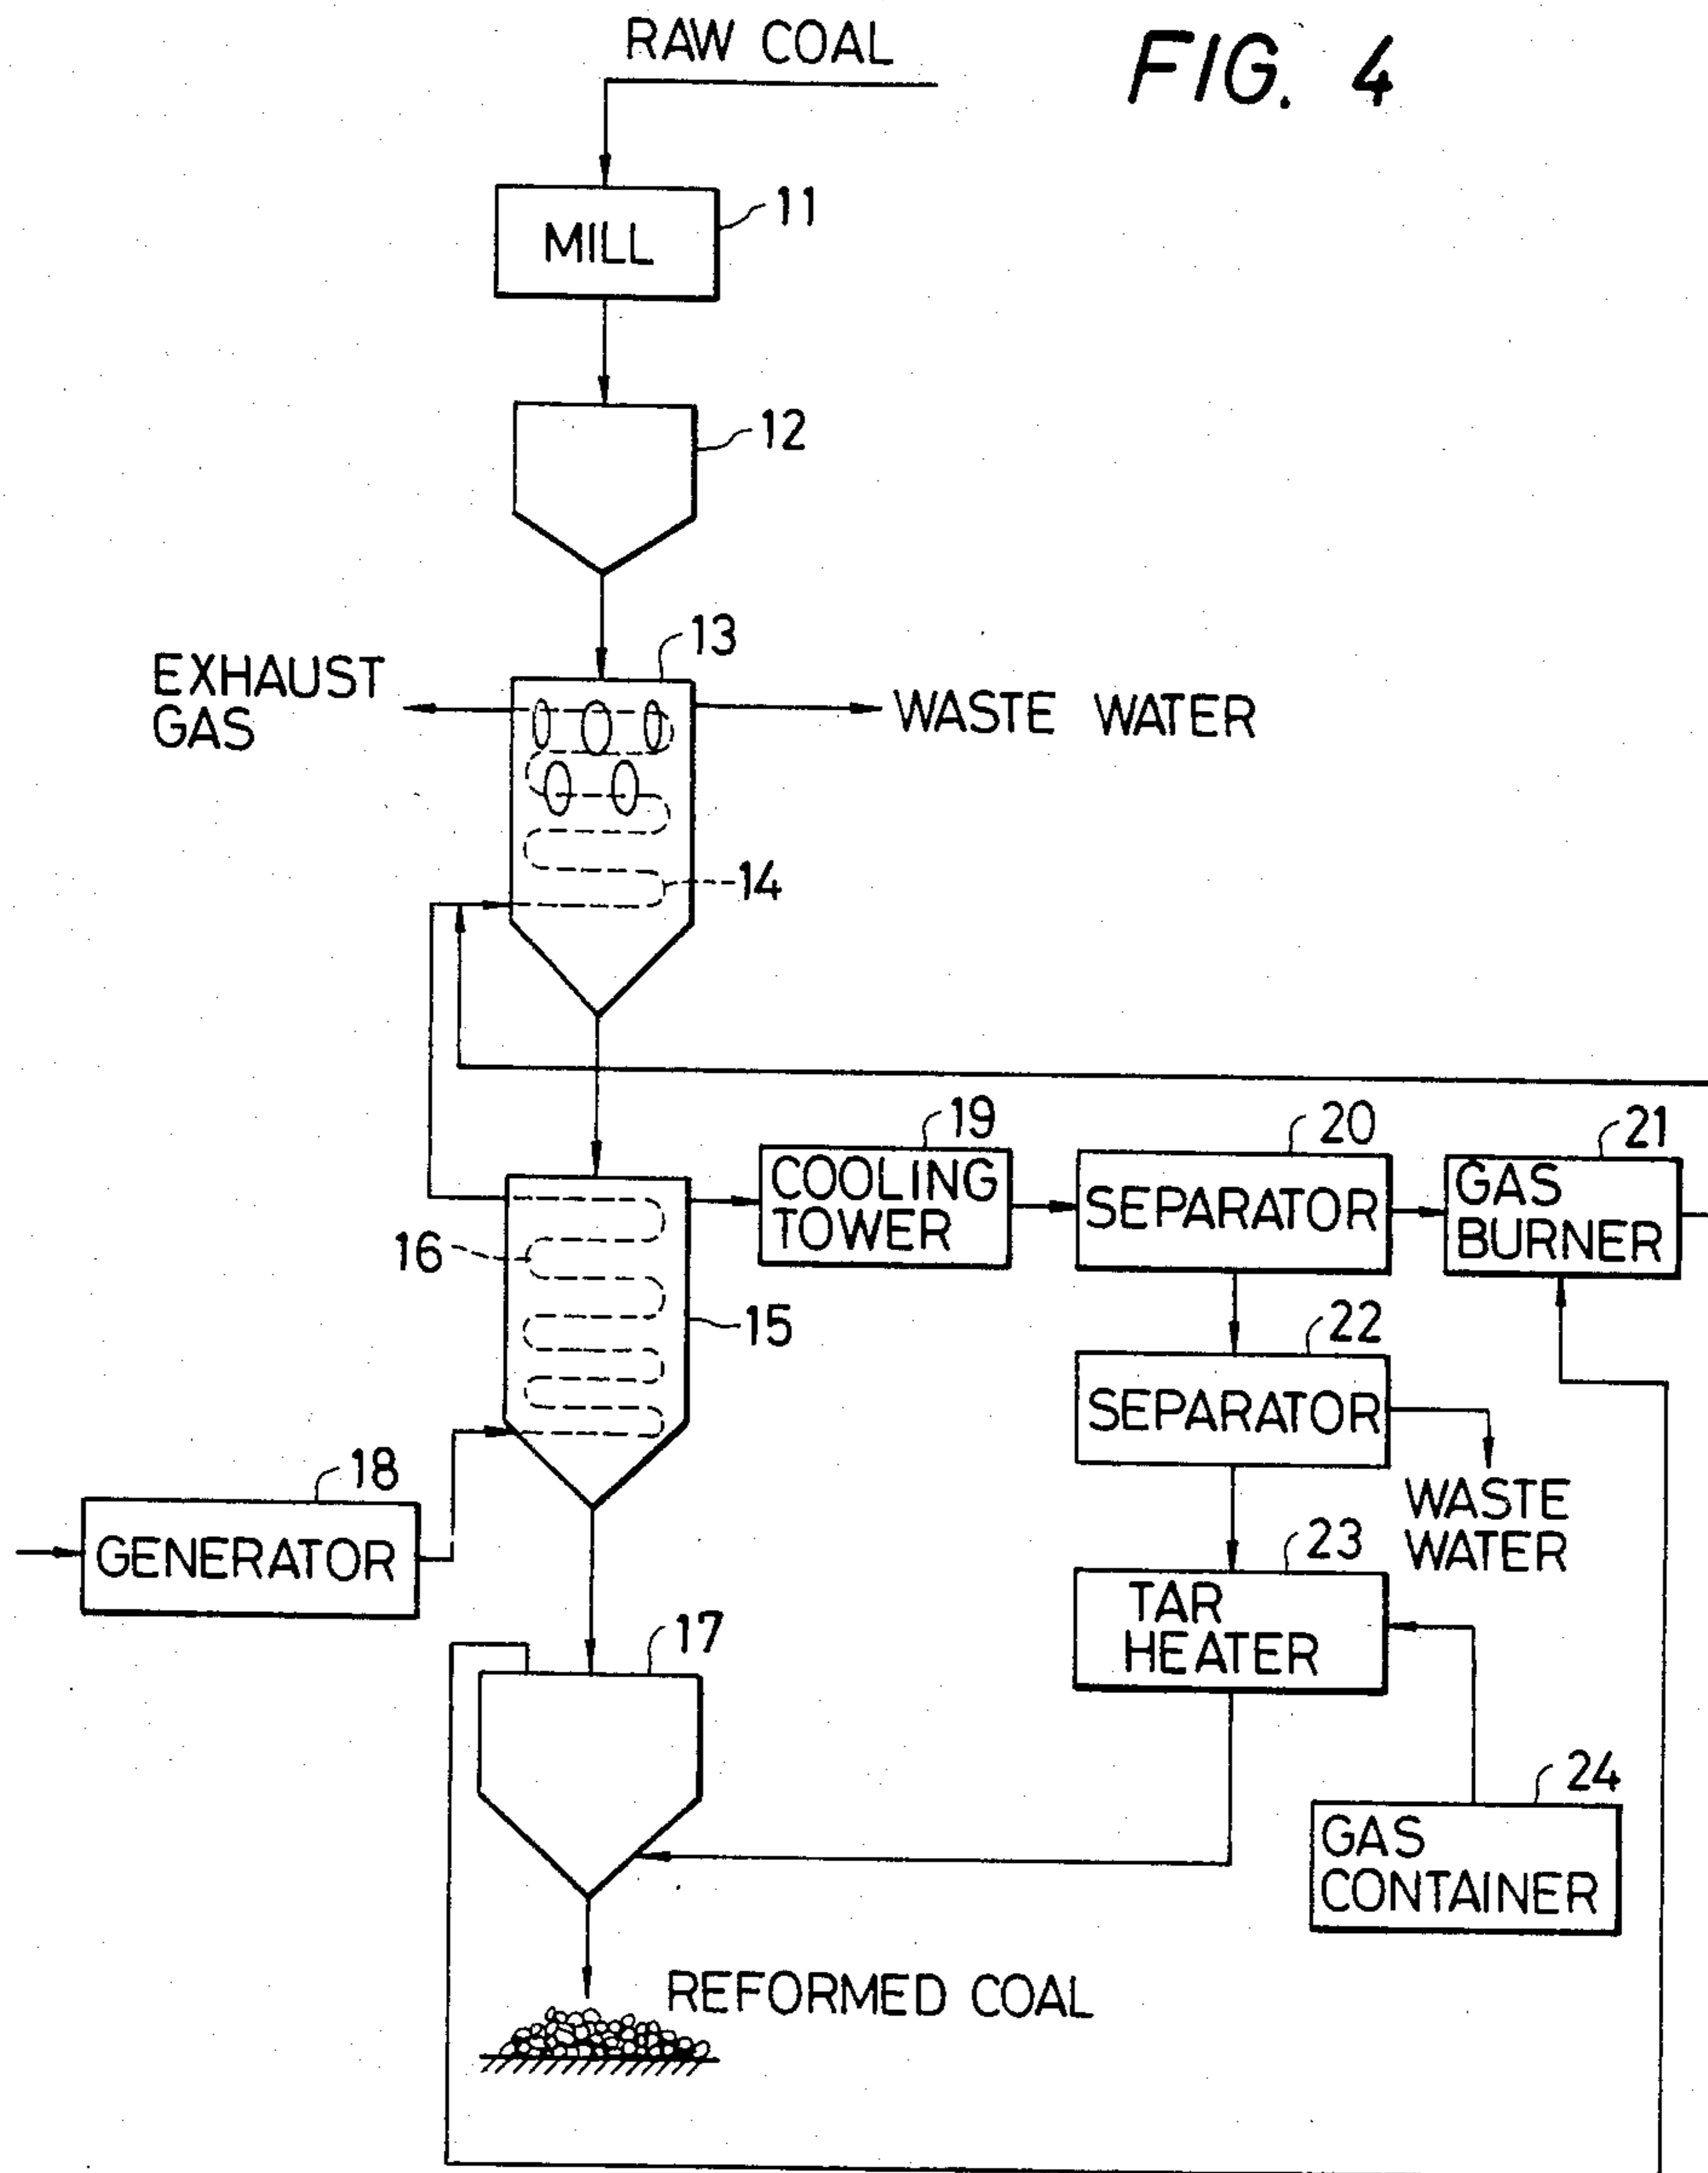 RAW COAL
FIG. 4
11
MILL
12
13
EXHAUST
GAS
WASTE WATER
14
19
20
21
COOLING
TOWER
SEPARATOR
GAS
BURNER
16
15
22
SEPARATOR
18
GENERATOR
WASTE
WATER
23
TAR
HEATER
17
24
GAS
CONTAINER
REFORMED COAL